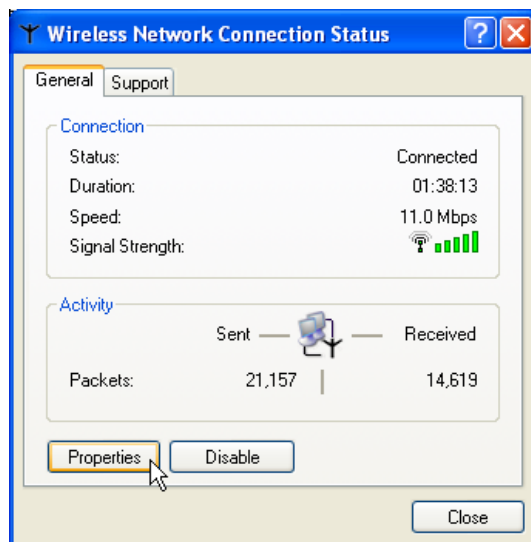 Wireless Network Connection Status
General Support
Connection
Status: Connected
Duration: 01:38:13
Speed: 11.0 Mbps
Signal Strength:
Activity
Sent Received
Packets: 21,157 14,619
Properties Disable
Close